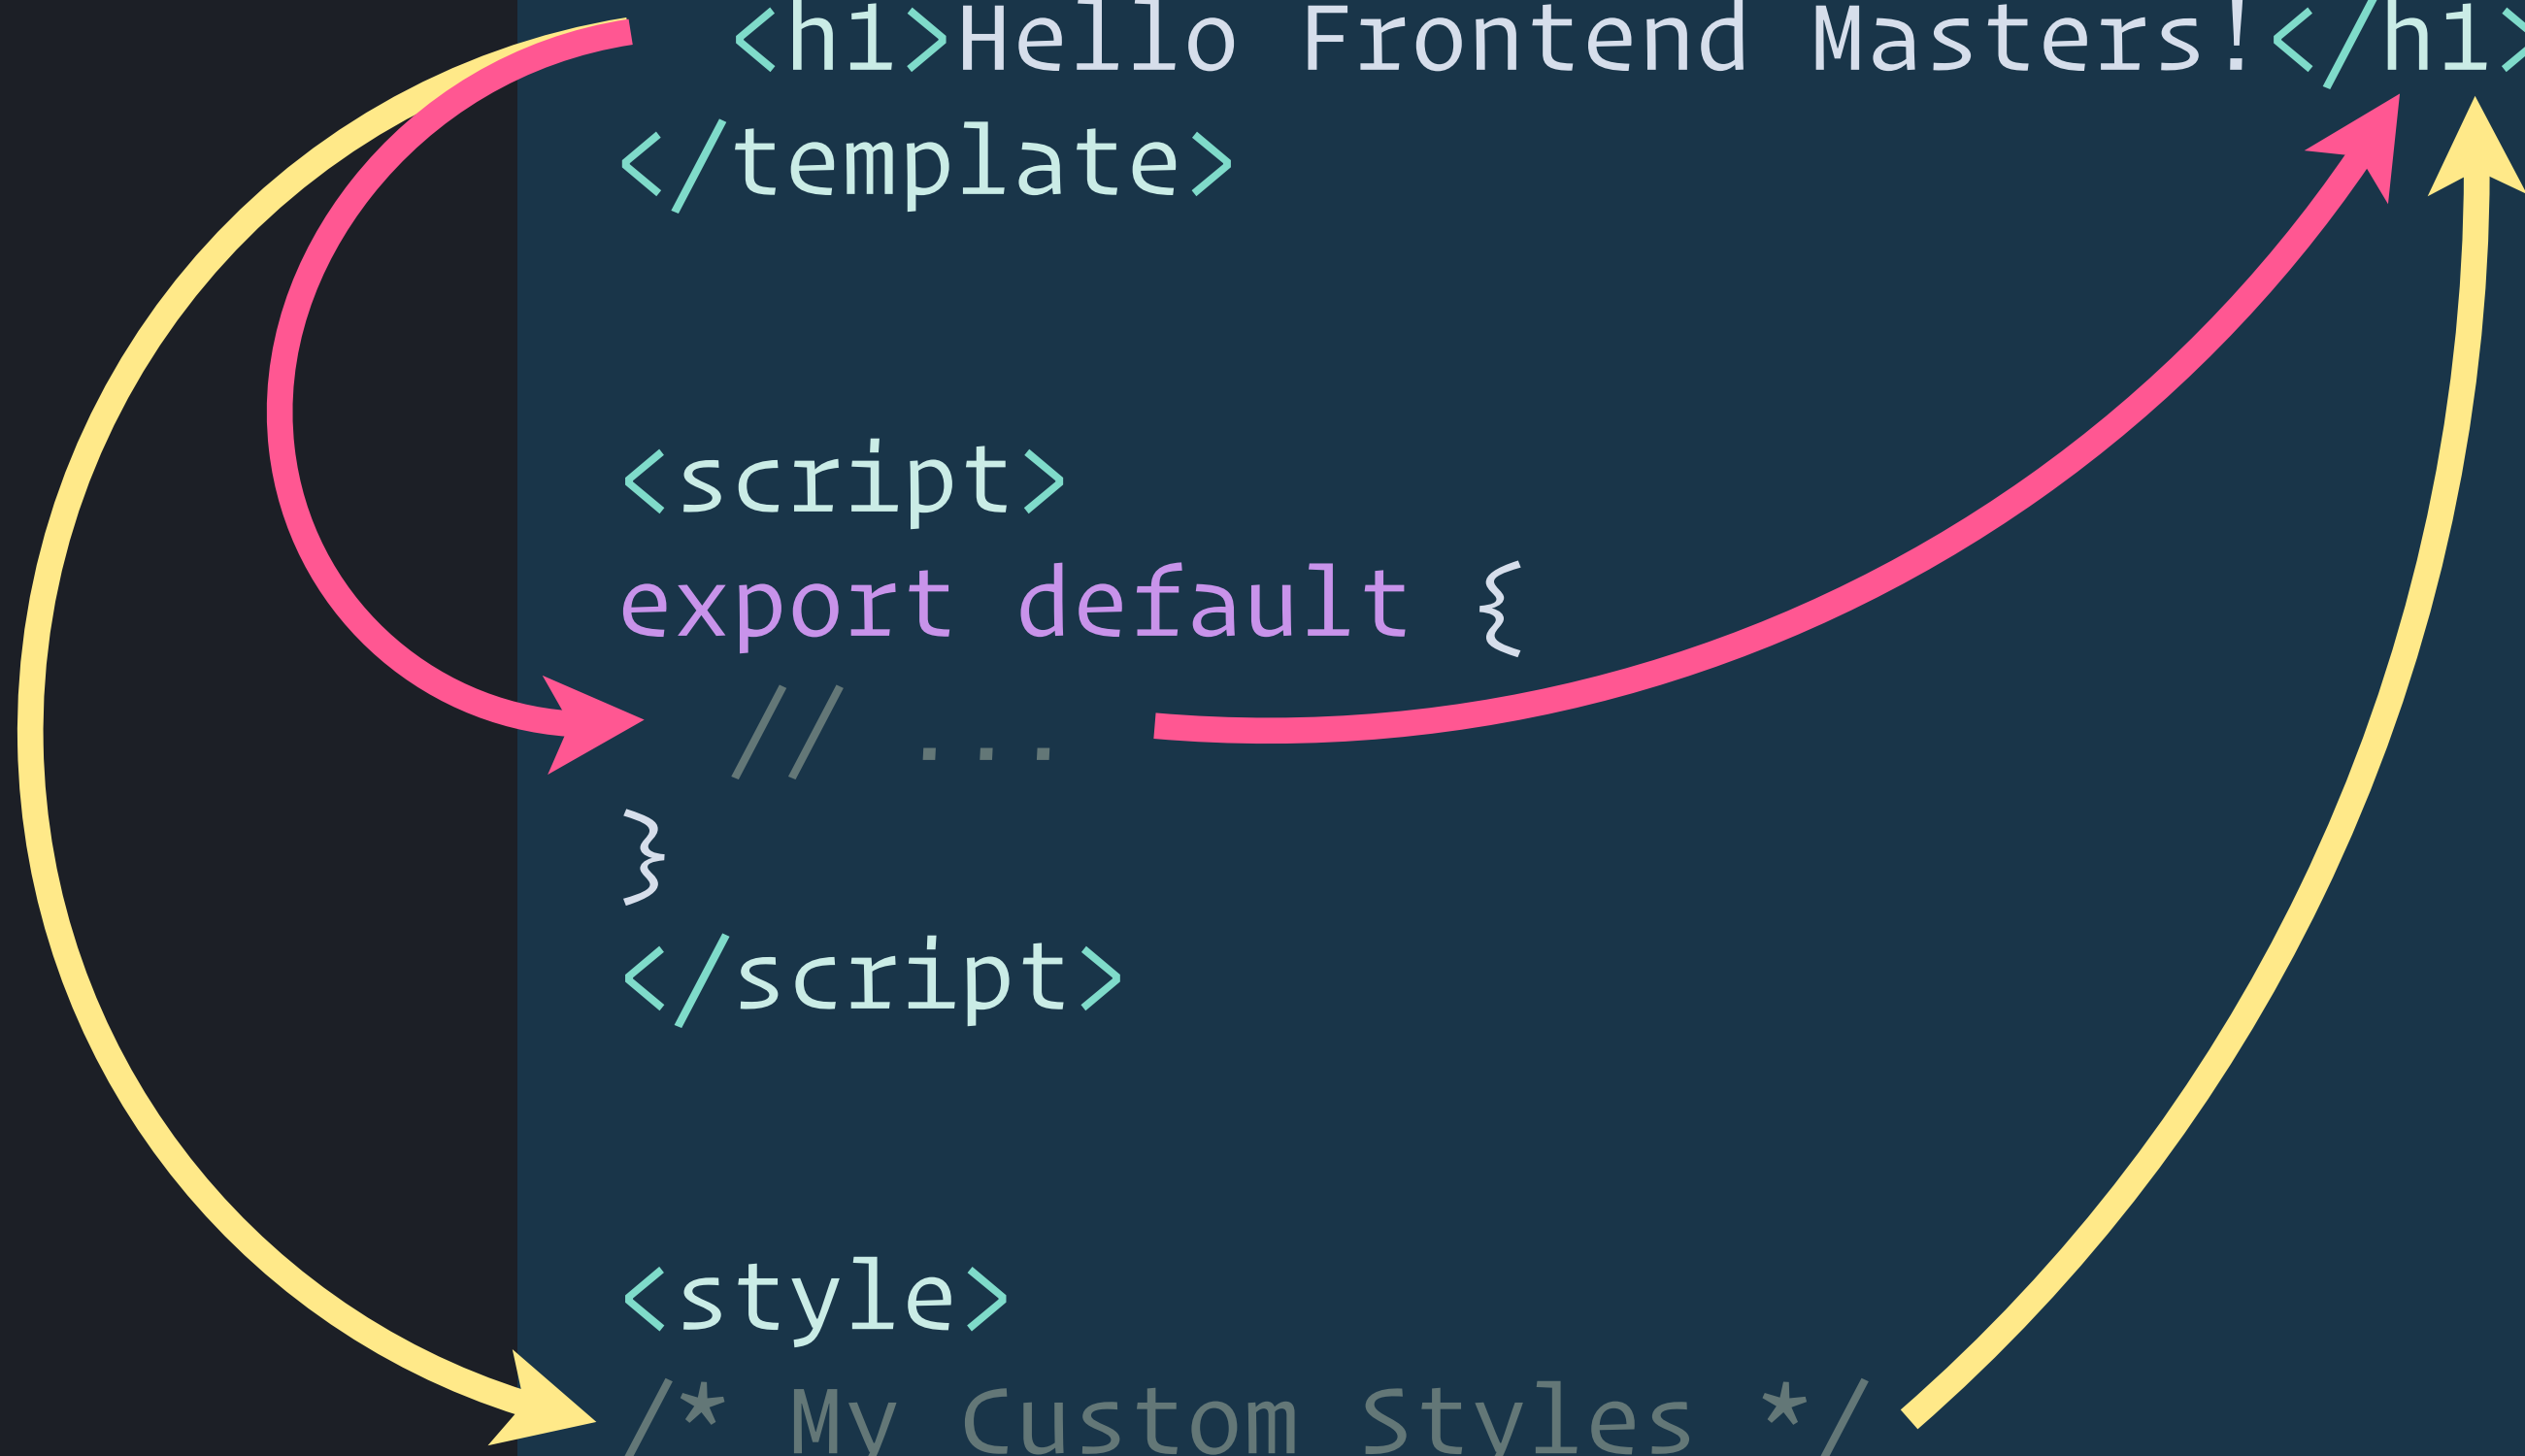 <h1>Hello Frontend Masters!</h1>
</template>
<script>
export default {
// ...
}
</script>
<style>
/* My Custom Styles */